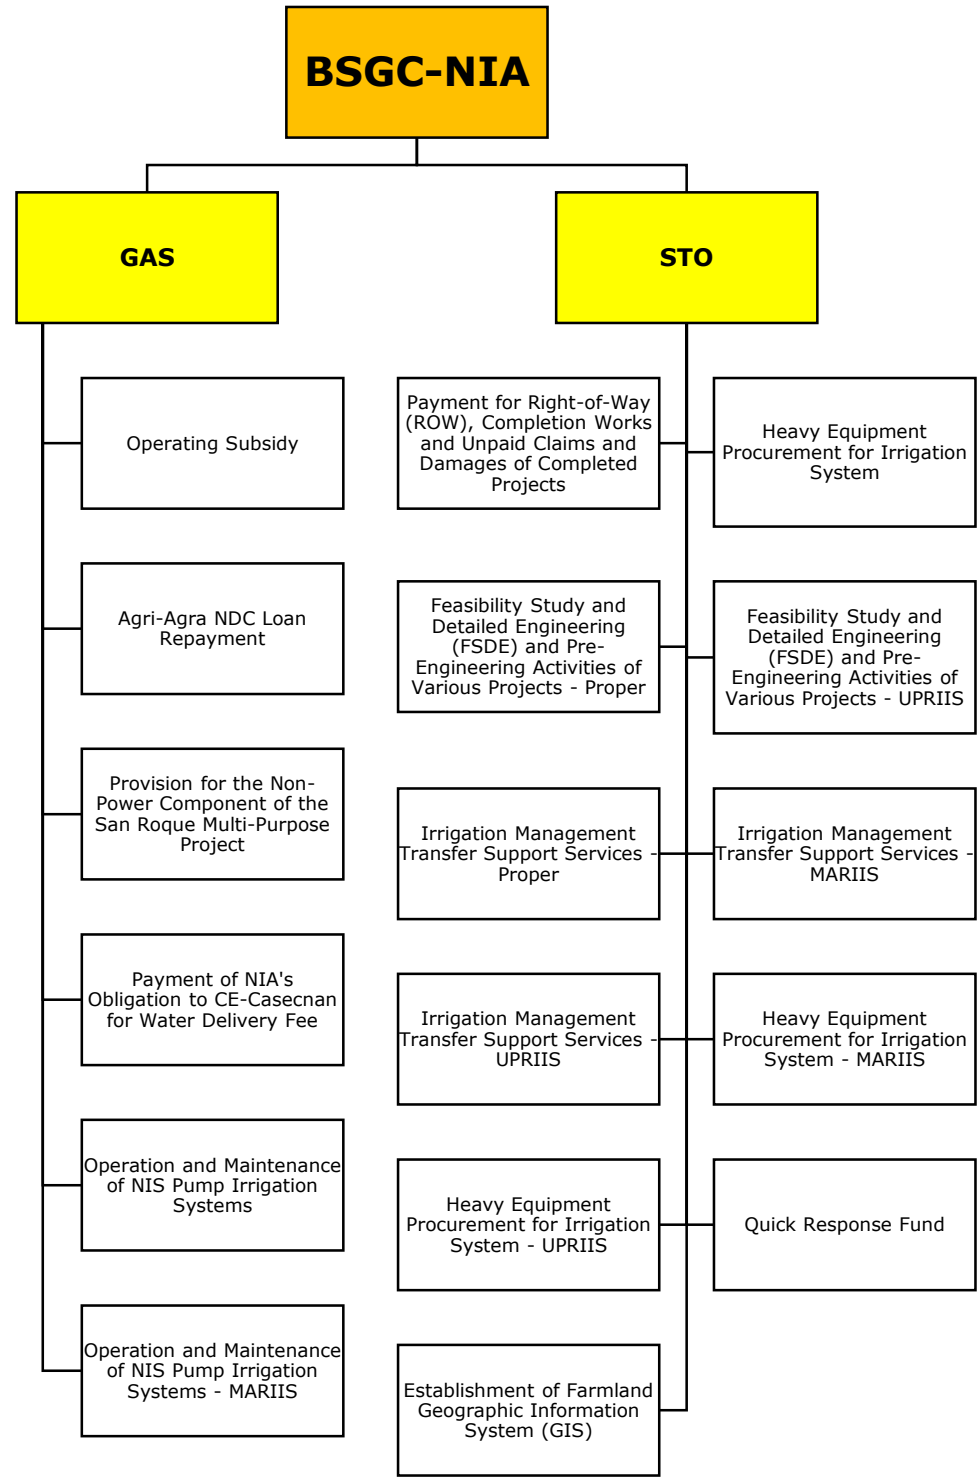 BSGC-NIA
GAS
STO
Operating Subsidy
Agri-Agra NDC Loan
Repayment
Provision for the Non-
Power Component of the
San Roque Multi-Purpose
Project
Payment of NIA's
Obligation to CE-Casecnan
for Water Delivery Fee
Operation and Maintenance
of NIS Pump Irrigation
Systems
Operation and Maintenance
of NIS Pump Irrigation
Systems - MARIIS
Payment for Right-of-Way
(ROW), Completion Works
and Unpaid Claims and
Damages of Completed
Projects
Heavy Equipment
Procurement for Irrigation
System
Feasibility Study and
Detailed Engineering
(FSDE) and Pre-
Engineering Activities of
Various Projects - Proper
Feasibility Study and
Detailed Engineering
(FSDE) and Pre-
Engineering Activities of
Various Projects - UPRIIS
Irrigation Management
Transfer Support Services -
Proper
Irrigation Management
Transfer Support Services -
MARIIS
Irrigation Management
Transfer Support Services -
UPRIIS
Heavy Equipment
Procurement for Irrigation
System - MARIIS
Heavy Equipment
Procurement for Irrigation
System - UPRIIS
Quick Response Fund
Establishment of Farmland
Geographic Information
System (GIS)